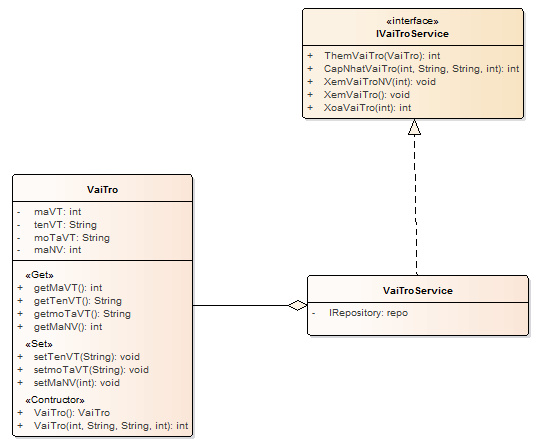 «interface»
IVaiTroService
+ ThemVaiTro(VaiTro): int
+ CapNhatVaiTro(int, String, String, int): int
+ XemVaiTroNV(int): void
+ XemVaiTro(): void
+ XoaVaiTro(int): int
VaiTro
- maVT: int
- tenVT: String
- moTaVT: String
- maNV: int
«Get»
+ getMaVT(): int
+ getTenVT(): String
+ getmoTaVT(): String
+ getMaNV(): int
«Set»
+ setTenVT(String): void
+ setmoTaVT(String): void
+ setMaNV(int): void
«Contructor»
+ VaiTro(): VaiTro
+ VaiTro(int, String, String, int): int
VaiTroService
- IRepository: repo